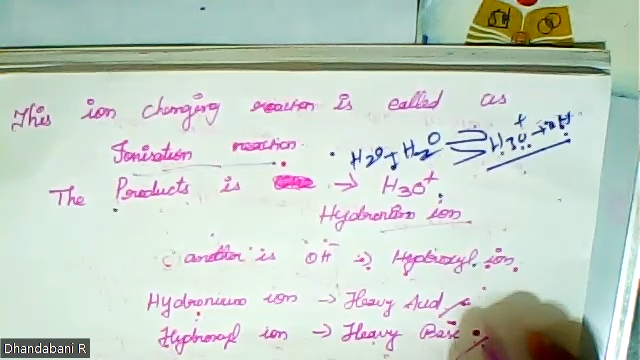 This ion changing reaction is called as
Ionisation reaction
H2O + H2O ⇌ H3O+ + OH
The Products is → H3O+
Hydronium ion
another is OH- ⇒ Hydroxyl ion
Hydronium ion → Heavy Acid
Hydroxyl ion → Heavy Base
Dhandabani R